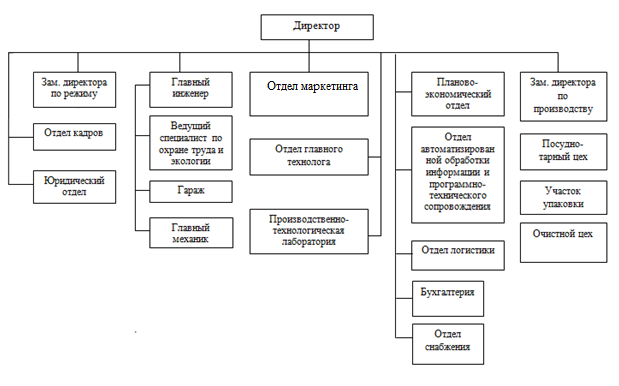 Директор
Зам. директора
по режиму
Отдел кадров
Юридический
отдел
Главный
инженер
Ведущий
специалист по
охране труда и
экологии
Гараж
Главный
механик
Отдел маркетинга
Отдел главного
технолога
Производственно-
технологическая
лаборатория
Планово-
экономический
отдел
Отдел
автоматизирован
ной обработки
информации и
программно-
технического
сопровождения
Отдел логистики
Бухгалтерия
Отдел
снабжения
Зам. директора
по
производству
Посудно-
тарный цех
Участок
упаковки
Очистной цех